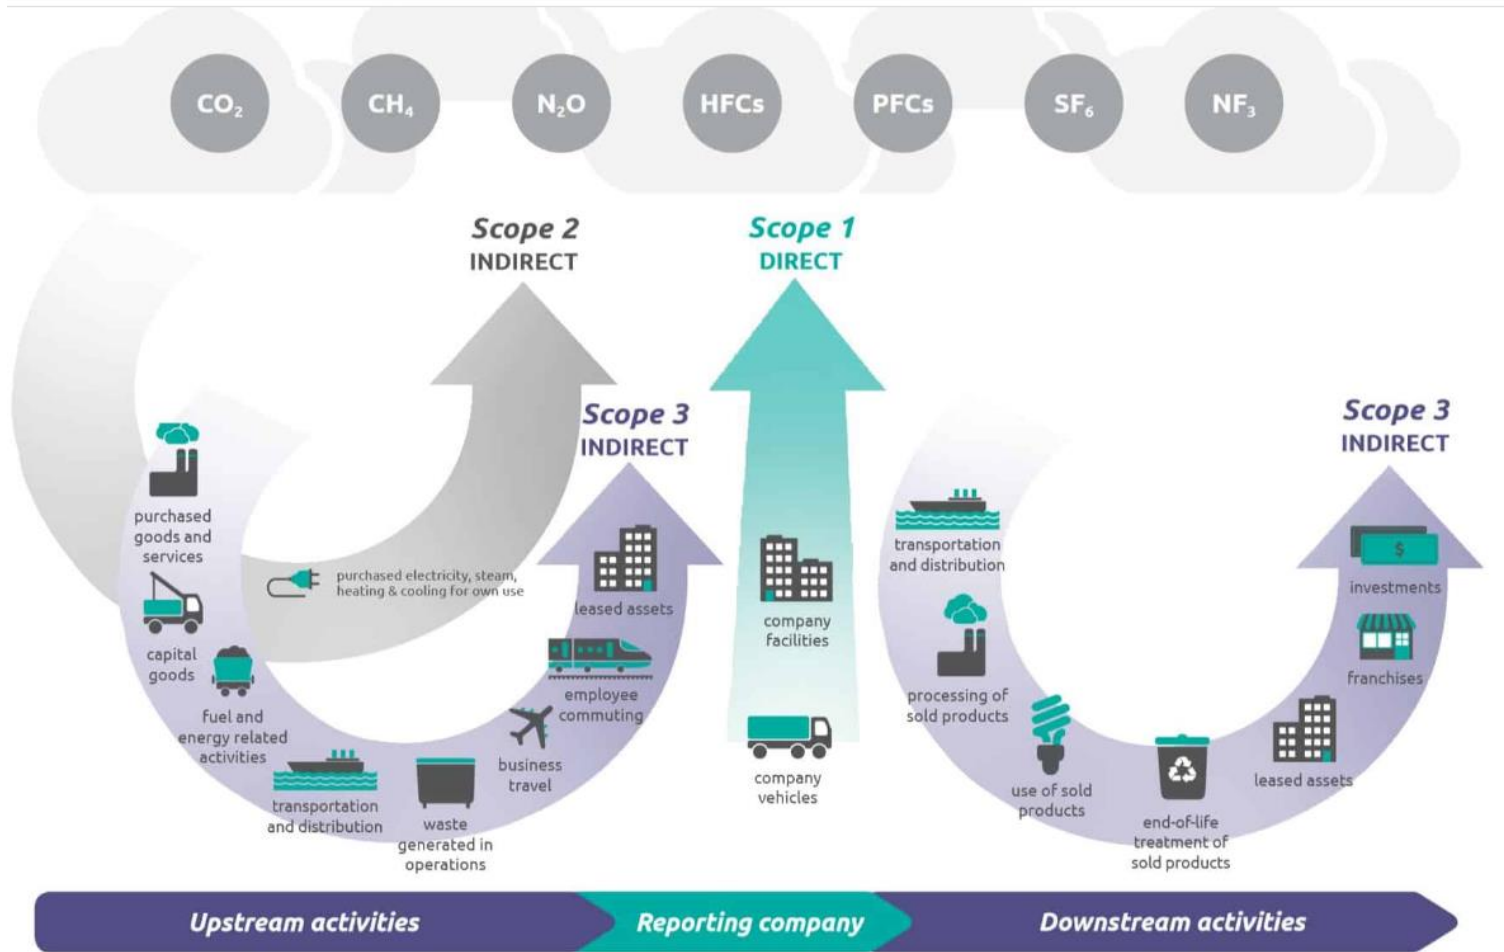 CO₂
CH₄
N₂O
HFCs
PFCs
SF₆
NF₃
Scope 2
INDIRECT
Scope 1
DIRECT
Scope 3
INDIRECT
Scope 3
INDIRECT
purchased
goods and
services
capital
goods
fuel and
energy related
activities
transportation
and distribution
waste
generated in
operations
business
travel
employee
commuting
leased assets
purchased electricity, steam,
heating & cooling for own use
company
facilities
company
vehicles
transportation
and distribution
processing of
sold products
use of sold
products
end-of-life
treatment of
sold products
leased assets
franchises
$
investments
Upstream activities
Reporting company
Downstream activities